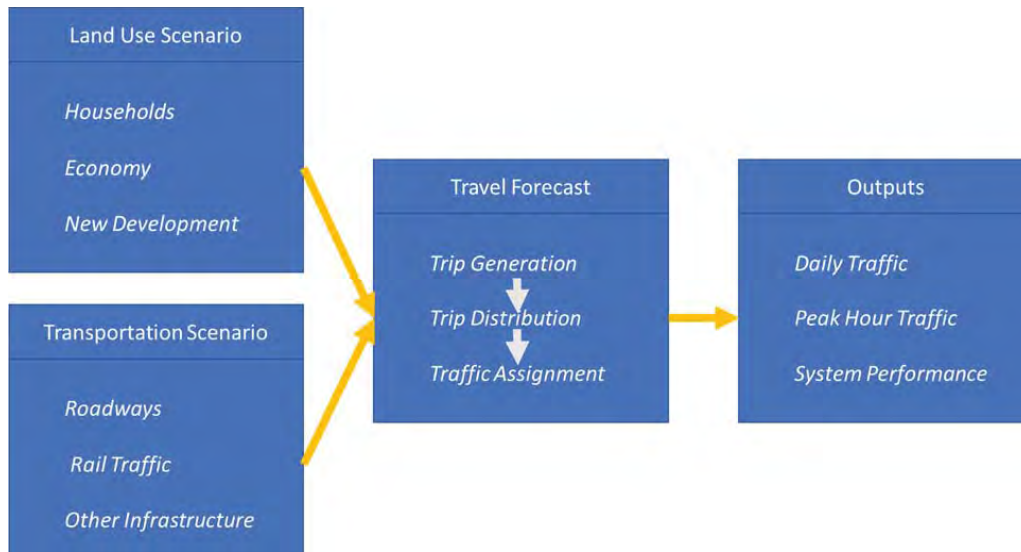 Land Use Scenario
Households
Economy
New Development
Transportation Scenario
Roadways
Rail Traffic
Other Infrastructure
Travel Forecast
Trip Generation
Trip Distribution
Traffic Assignment
Outputs
Daily Traffic
Peak Hour Traffic
System Performance